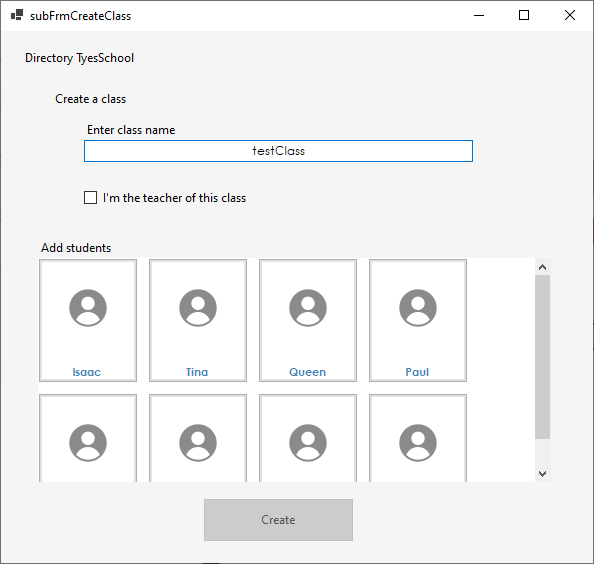 subFrmCreateClass
Directory TyesSchool
Create a class
Enter class name
testClass
I'm the teacher of this class
Add students
Isaac Tina Queen Paul
Create